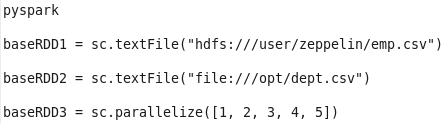 pyspark
baseRDD1 = sc.textFile("hdfs:///user/zeppelin/emp.csv")
baseRDD2 = sc.textFile("file:///opt/dept.csv")
baseRDD3 = sc.parallelize([1, 2, 3, 4, 5])